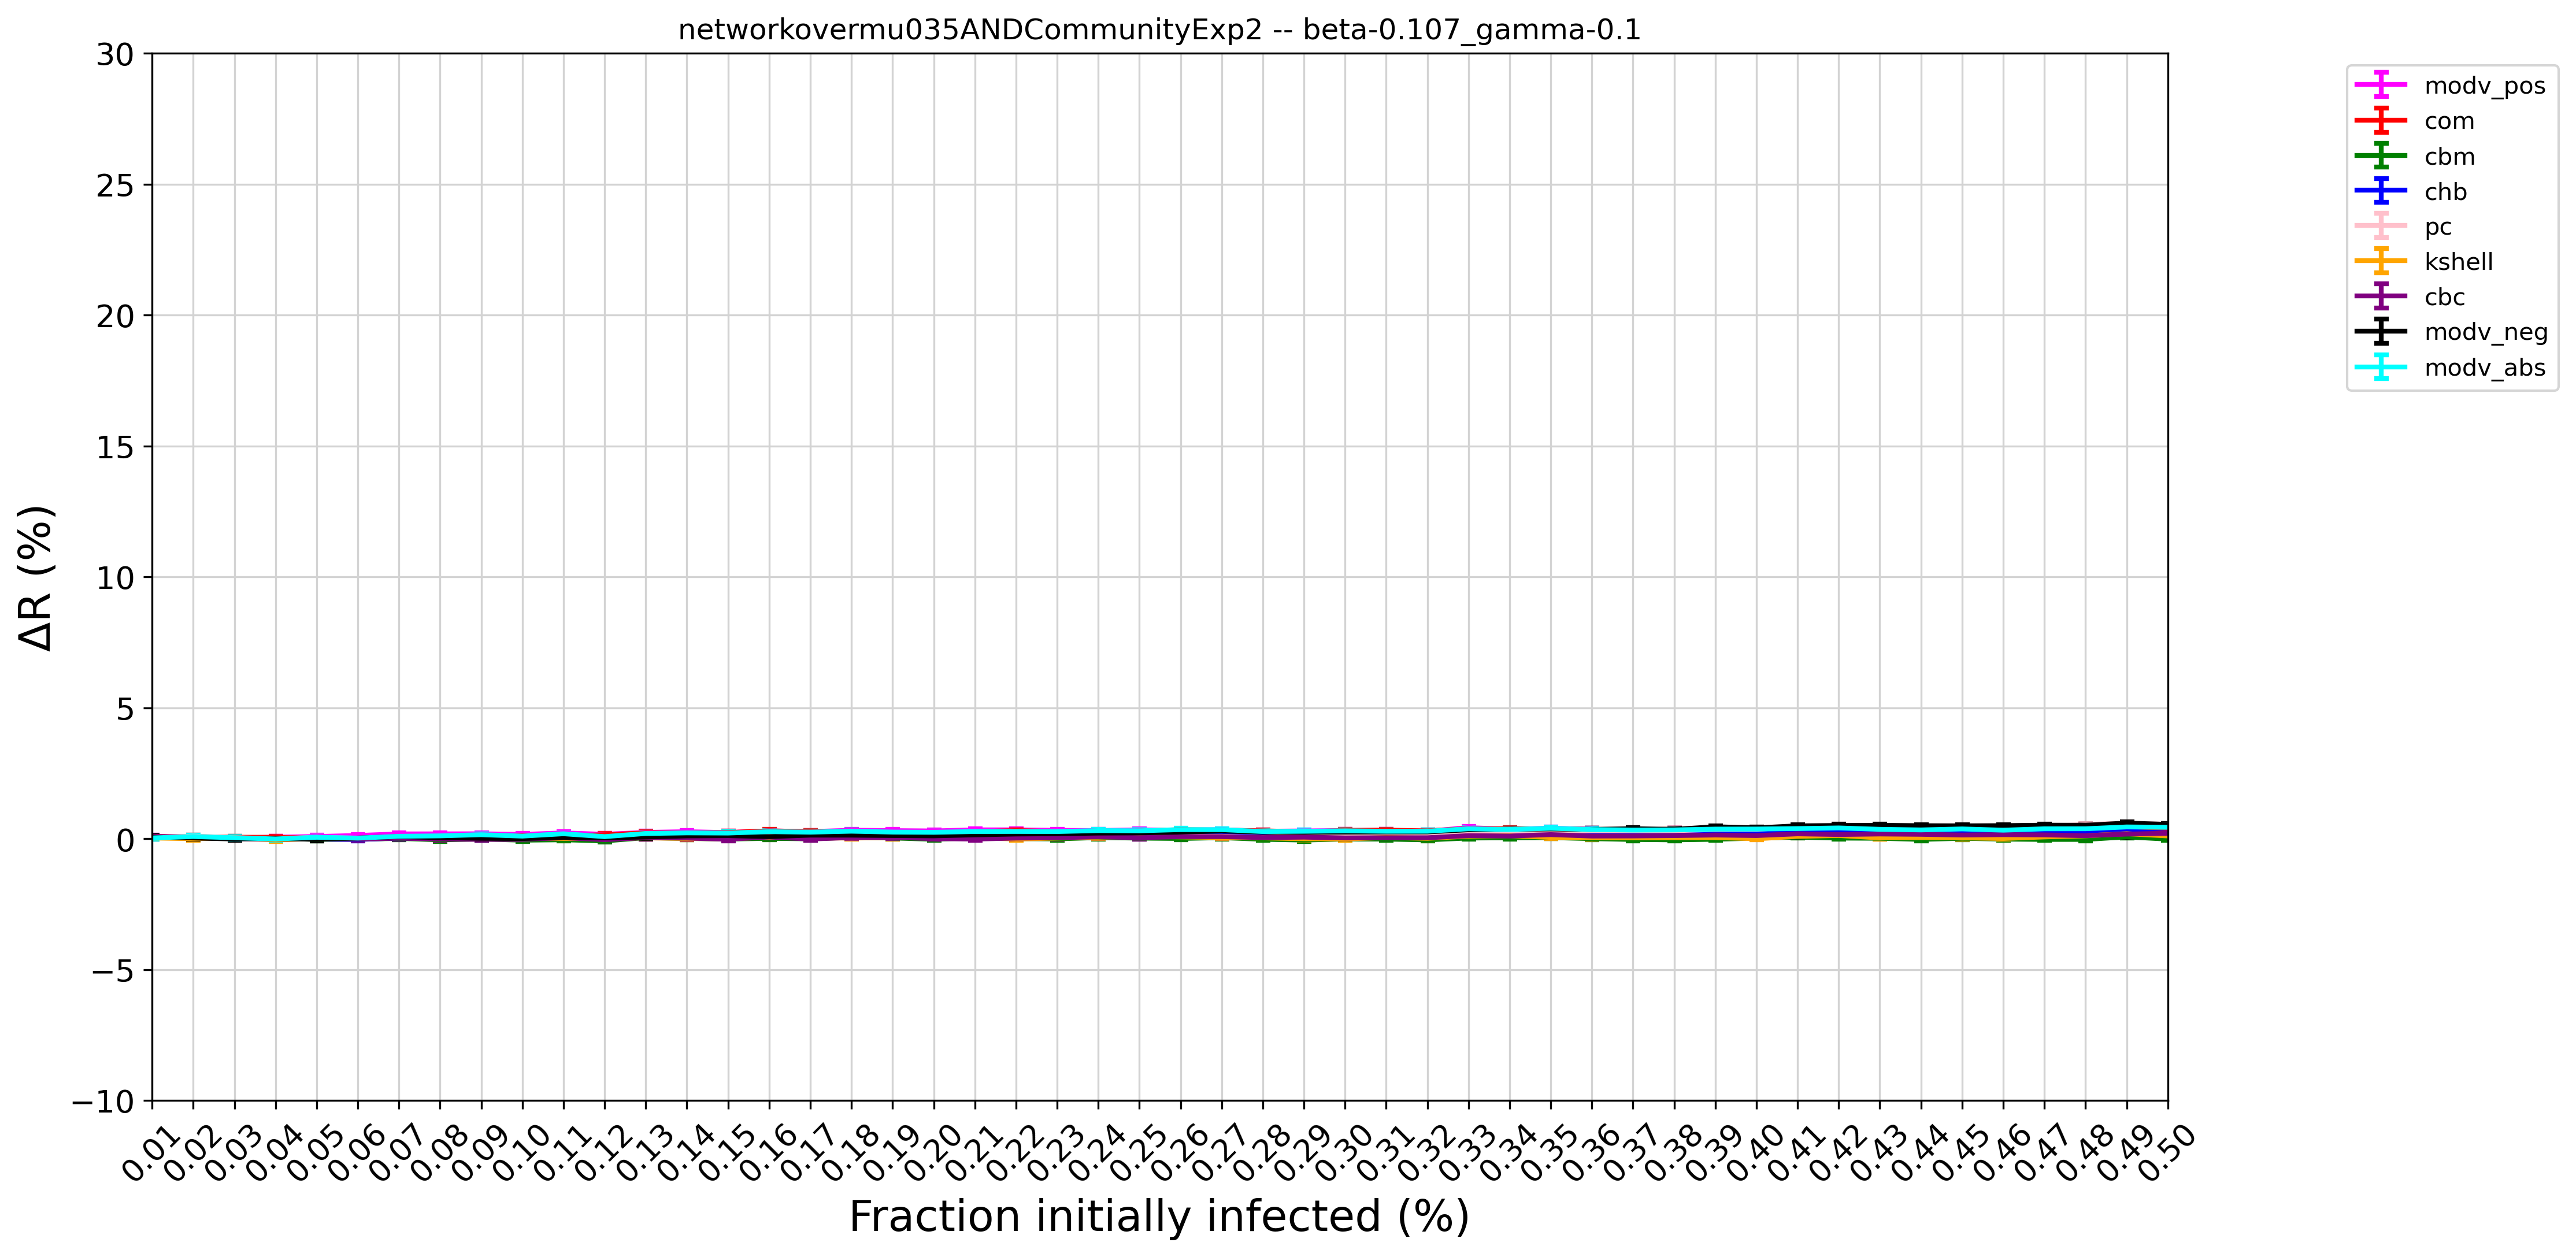 networkovermu035ANDCommunityExp2 -- beta-0.107_gamma-0.1
30
25
20
15
10
5
0
−5
−10
ΔR (%)
0.01 0.02 0.03 0.04 0.05 0.06 0.07 0.08 0.09 0.10 0.11 0.12 0.13 0.14 0.15 0.16 0.17 0.18 0.19 0.20 0.21 0.22 0.23 0.24 0.25 0.26 0.27 0.28 0.29 0.30 0.31 0.32 0.33 0.34 0.35 0.36 0.37 0.38 0.39 0.40 0.41 0.42 0.43 0.44 0.45 0.46 0.47 0.48 0.49 0.50
Fraction initially infected (%)
modv_pos
com
cbm
chb
pc
kshell
cbc
modv_neg
modv_abs